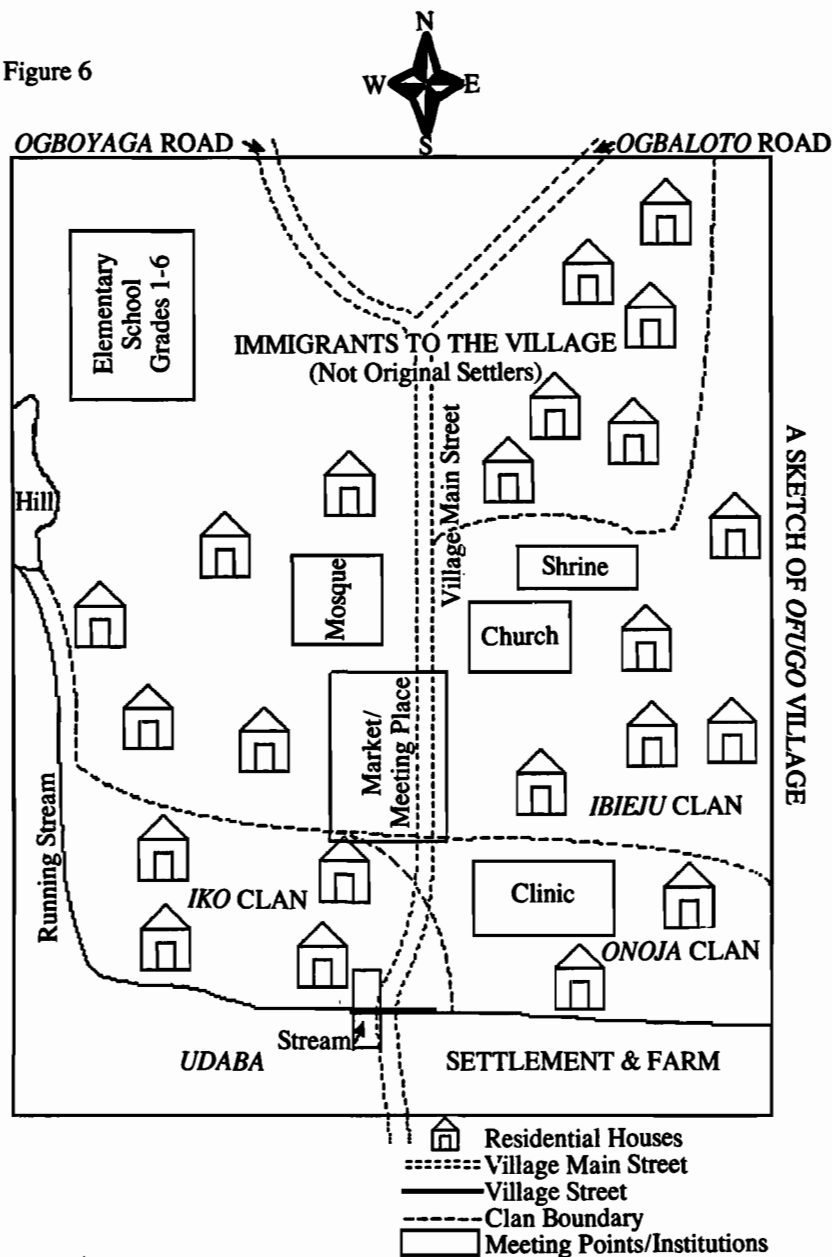 Figure 6
N
W
E
S
OGBOYAGA ROAD
OGBALOTO ROAD
Elementary
School
Grades 1-6
IMMIGRANTS TO THE VILLAGE
(Not Original Settlers)
Village Main Street
Hill
Shrine
Mosque
Church
Market/
Meeting Place
IBIEJU CLAN
A SKETCH OF OFUGO VILLAGE
Running Stream
IKO CLAN
Clinic
ONOJA CLAN
Stream
UDABA
SETTLEMENT & FARM
Residential Houses
Village Main Street
Village Street
Clan Boundary
Meeting Points/Institutions